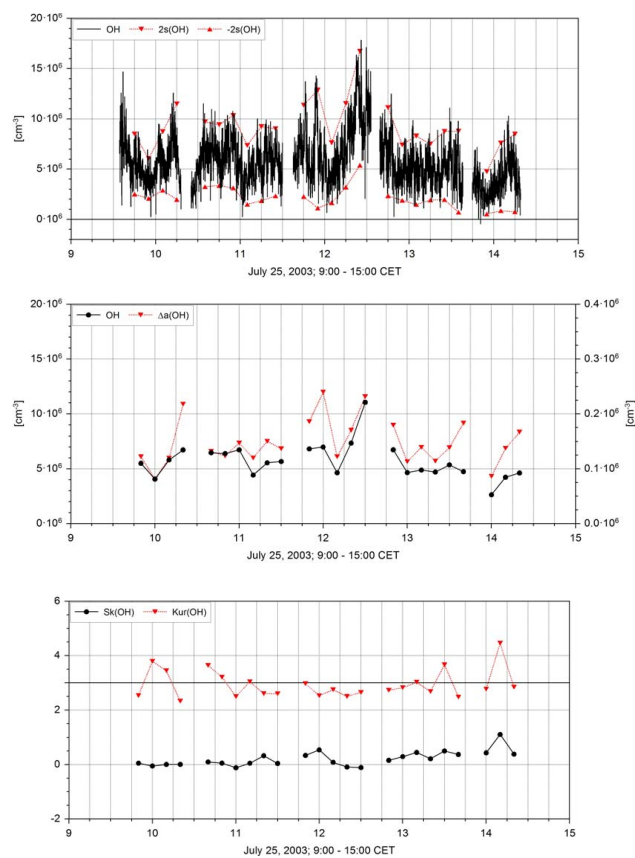 20·10⁶
OH 2s(OH) -2s(OH)
15·10⁶
[cm⁻³]
10·10⁶
5·10⁶
0·10⁶
9 10 11 12 13 14 15
July 25, 2003; 9:00 - 15:00 CET
20·10⁶ 0.4·10⁶
OH Δa(OH)
15·10⁶ 0.3·10⁶
[cm⁻³] [cm⁻³]
10·10⁶ 0.2·10⁶
5·10⁶ 0.1·10⁶
0·10⁶ 0.0·10⁶
9 10 11 12 13 14 15
July 25, 2003; 9:00 - 15:00 CET
6
Sk(OH) Kur(OH)
4
2
0
-2
9 10 11 12 13 14 15
July 25, 2003; 9:00 - 15:00 CET